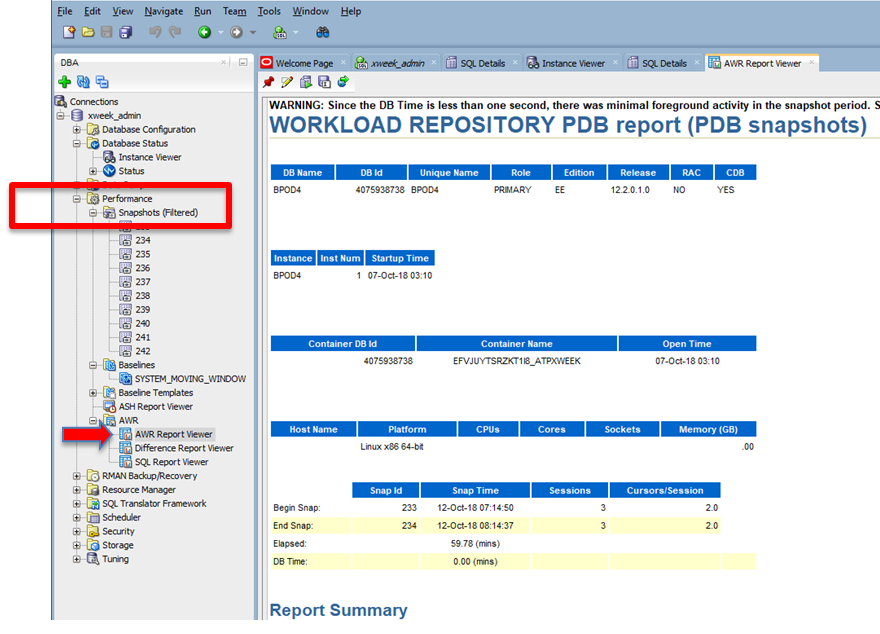 File Edit View Navigate Run Team Tools Window Help
DBA
Welcome Page xweek_admin SQL Details Instance Viewer SQL Details AWR Report Viewer
Connections
xweek_admin
Database Configuration
Database Status
Instance Viewer
Status
Performance
Snapshots (Filtered)
234
235
236
237
238
239
240
241
242
Baselines
SYSTEM_MOVING_WINDOW
Baseline Templates
ASH Report Viewer
AWR
AWR Report Viewer
Difference Report Viewer
SQL Report Viewer
RMAN Backup/Recovery
Resource Manager
SQL Translator Framework
Scheduler
Security
Storage
Tuning
WARNING: Since the DB Time is less than one second, there was minimal foreground activity in the snapshot period. S
WORKLOAD REPOSITORY PDB report (PDB snapshots)
DB Name DB Id Unique Name Role Edition Release RAC CDB
BPOD4 4075938738 BPOD4 PRIMARY EE 12.2.0.1.0 NO YES
Instance Inst Num Startup Time
BPOD4 1 07-Oct-18 03:10
Container DB Id Container Name Open Time
4075938738 EFVJUYTSRZKT1I8_ATPXWEEK 07-Oct-18 03:10
Host Name Platform CPUs Cores Sockets Memory (GB)
Linux x86 64-bit .00
Snap Id Snap Time Sessions Cursors/Session
Begin Snap: 233 12-Oct-18 07:14:50 3 2.0
End Snap: 234 12-Oct-18 08:14:37 3 2.0
Elapsed: 59.78 (mins)
DB Time: 0.00 (mins)
Report Summary